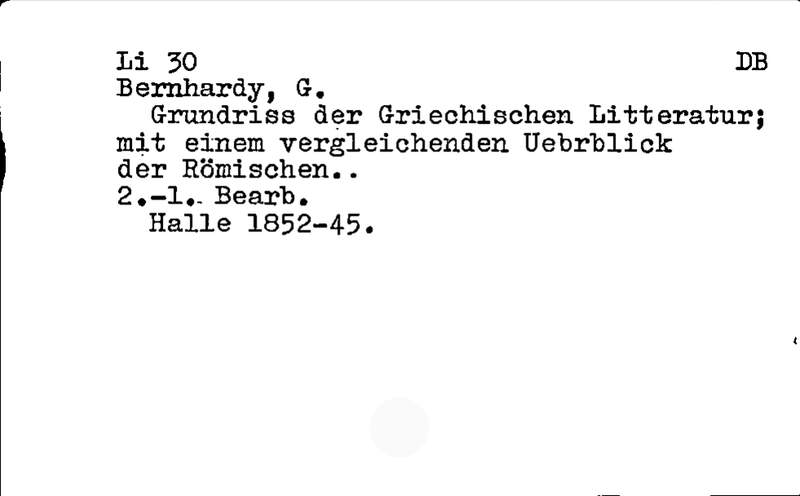 Li 30 DB
Bernhardy, G.
Grundriss der Griechischen Litteratur;
mit einem vergleichenden Uebrblick
der Römischen..
2.-1. Bearb.
Halle 1852-45.